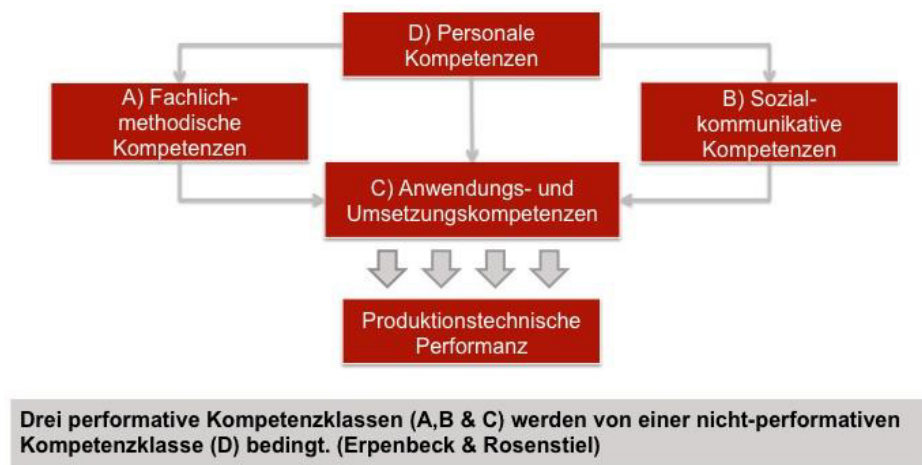 D) Personale
Kompetenzen
A) Fachlich-
methodische
Kompetenzen
B) Sozial-
kommunikative
Kompetenzen
C) Anwendungs- und
Umsetzungskompetenzen
Produktionstechnische
Performanz
Drei performative Kompetenzklassen (A,B & C) werden von einer nicht-performativen
Kompetenzklasse (D) bedingt. (Erpenbeck & Rosenstiel)